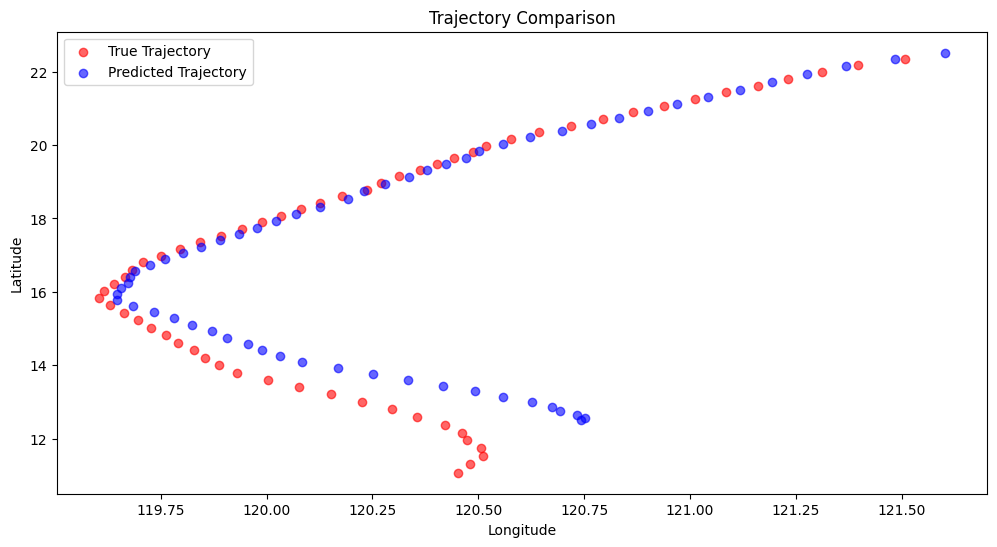 Trajectory Comparison
True Trajectory
Predicted Trajectory
Latitude
22
20
18
16
14
12
119.75 120.00 120.25 120.50 120.75 121.00 121.25 121.50
Longitude